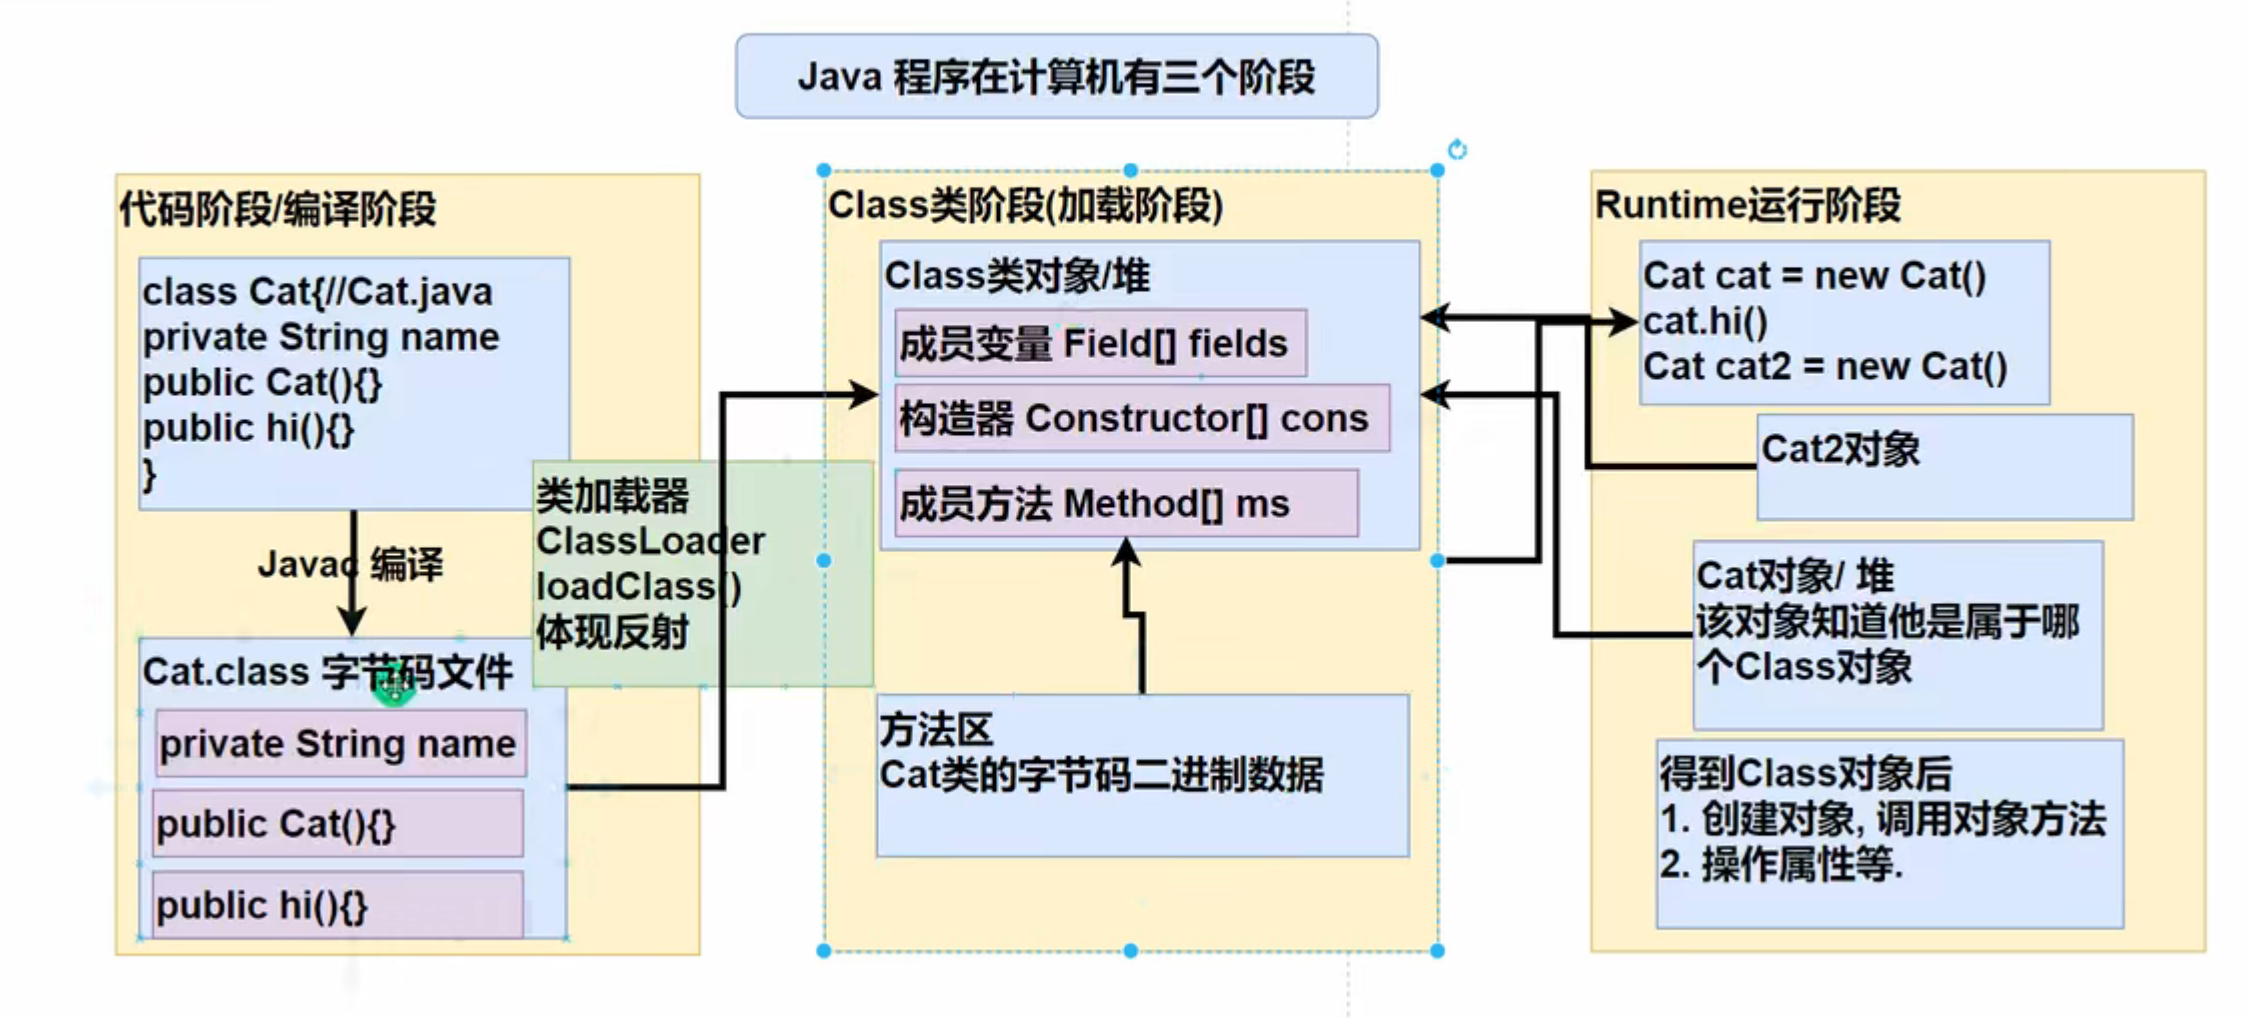 Java 程序在计算机有三个阶段
代码阶段/编译阶段
class Cat{//Cat.java
private String name
public Cat(){}
public hi(){}
}
Javac 编译
Cat.class 字节码文件
private String name
public Cat(){}
public hi(){}
类加载器
ClassLoader
loadClass()
体现反射
Class类阶段(加载阶段)
Class类对象/堆
成员变量 Field[] fields
构造器 Constructor[] cons
成员方法 Method[] ms
方法区
Cat类的字节码二进制数据
Runtime运行阶段
Cat cat = new Cat()
cat.hi()
Cat cat2 = new Cat()
Cat2对象
Cat对象/ 堆
该对象知道他是属于哪
个Class对象
得到Class对象后
1. 创建对象, 调用对象方法
2. 操作属性等.